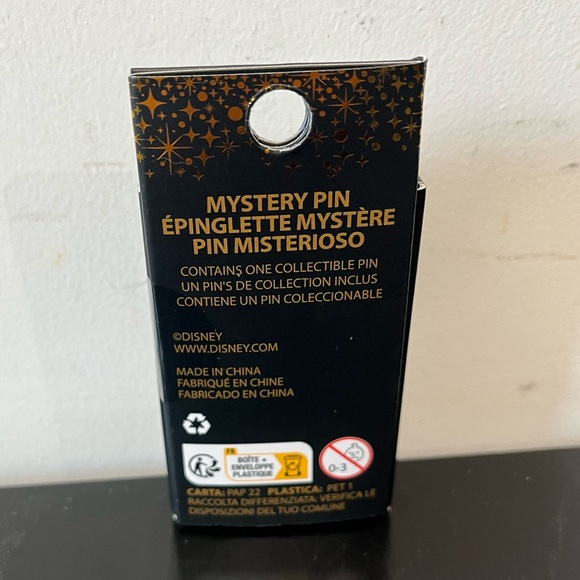 MYSTERY PIN
ÉPINGLETTE MYSTÈRE
PIN MISTERIOSO
CONTAINS ONE COLLECTIBLE PIN
UN PIN'S DE COLLECTION INCLUS
CONTIENE UN PIN COLECCIONABLE
©DISNEY
WWW.DISNEY.COM
MADE IN CHINA
FABRIQUÉ EN CHINE
FABRICADO EN CHINA
FR
BOÎTE +
ENVELOPPE
PLASTIQUE
0-3
CARTA: PAP 22 PLASTICA: PET 1
RACCOLTA DIFFERENZIATA: VERIFICA LE
DISPOSIZIONI DEL TUO COMUNE